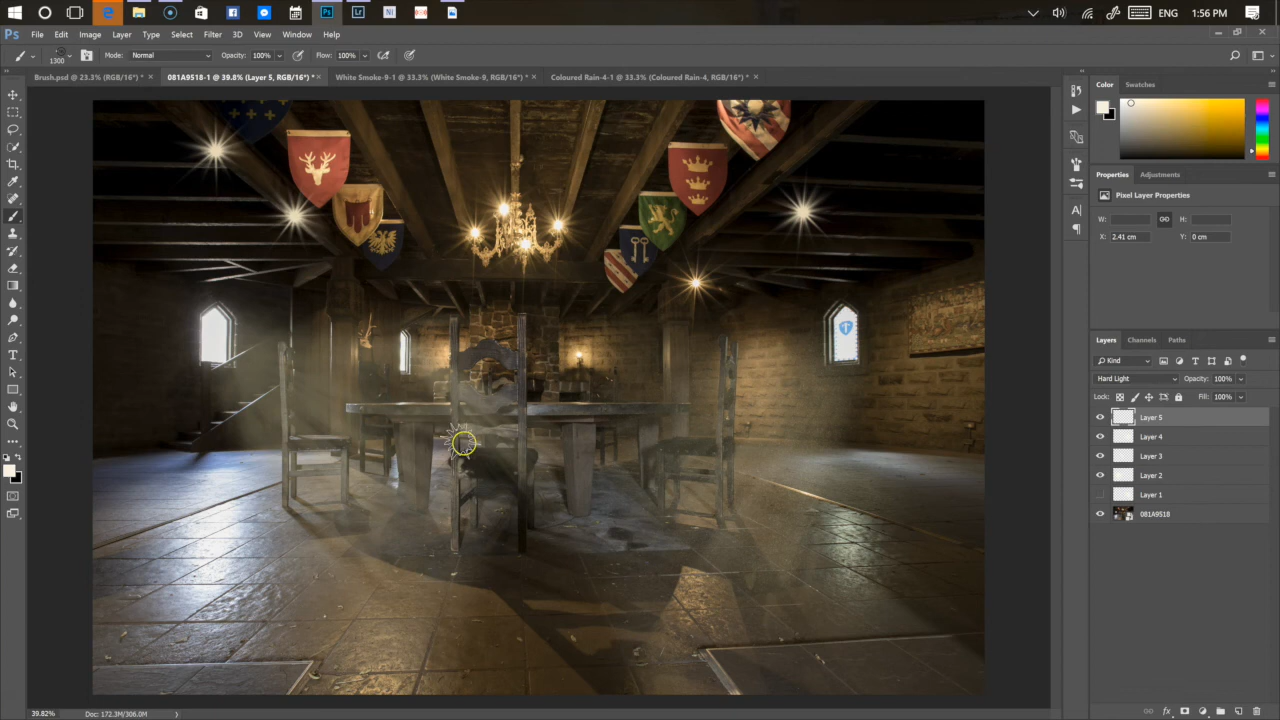 ENG
1:56 PM
Ps
File
Edit
Image
Layer
Type
Select
Filter
3D
View
Window
Help
1300
Mode:
Normal
Opacity:
100%
Flow:
100%
Brush.psd @ 23.3% (RGB/16*) *
081A9518-1 @ 39.8% (Layer 5, RGB/16*) *
White Smoke-9-1 @ 33.3% (White Smoke-9, RGB/16*) *
Coloured Rain-4-1 @ 33.3% (Coloured Rain-4, RGB/16*) *
Color
Swatches
Properties
Adjustments
Pixel Layer Properties
W:
H:
X:
2.41 cm
Y:
0 cm
Layers
Channels
Paths
Kind
Hard Light
Opacity:
100%
Lock:
Fill:
100%
Layer 5
Layer 4
Layer 3
Layer 2
Layer 1
081A9518
39.82%
Doc: 172.3M/306.0M